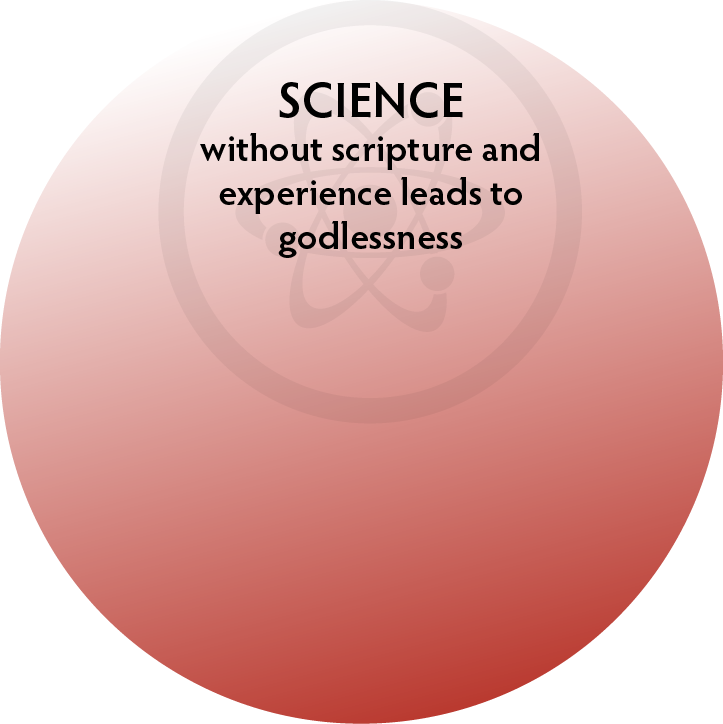 SCIENCE
without scripture and
experience leads to
godlessness